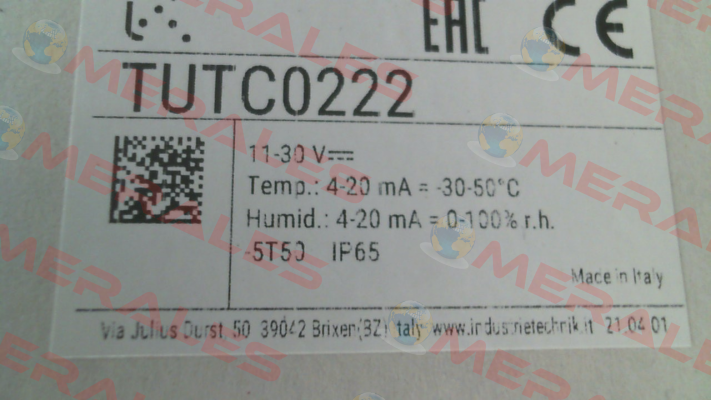 EAC CE
TUTC0222
11-30 V⎓
Temp.: 4-20 mA = -30-50°C
Humid.: 4-20 mA = 0-100% r.h.
-5T50 IP65
Made in Italy
Via Julius Durst, 50 39042 Brixen(BZ) Italy www.industrietechnik.it 21.04.01
MERALES